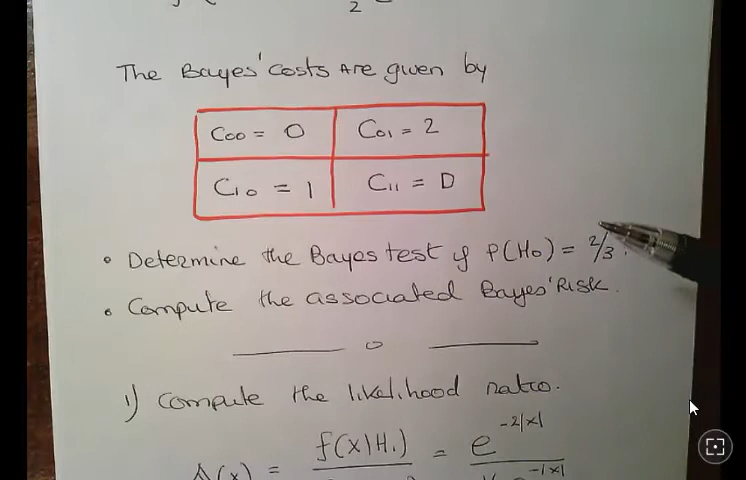 2
The Bayes' costs are given by
C00 = 0 C01 = 2
C10 = 1 C11 = D
• Determine the Bayes test if P(H0) = 2/3.
• Compute the associated Bayes' Risk.
1) Compute the likelihood ratio.
Λ(x) = f(x|H1) = e^-2|x|
-|x|